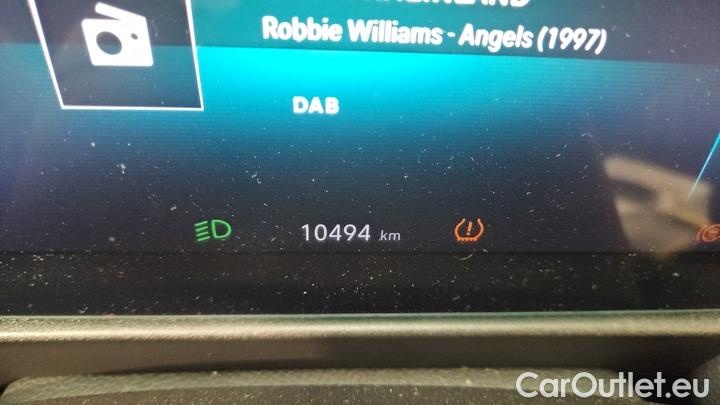 Robbie Williams - Angels (1997)
DAB
10494 km
CarOutlet.eu